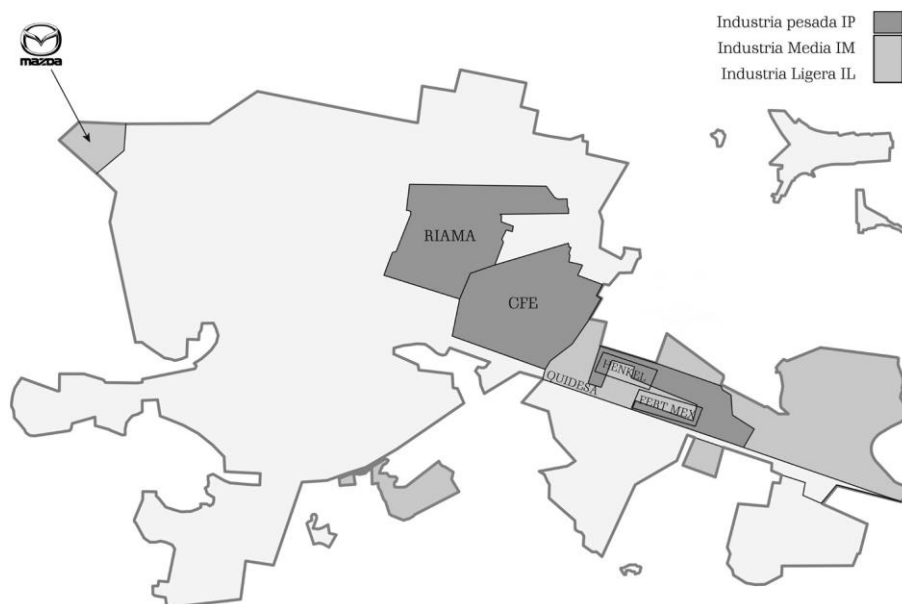 Industria pesada IP
Industria Media IM
Industria Ligera IL
mazda
RIAMA
CFE
HENKEL
QUIDESA
FERT MEX